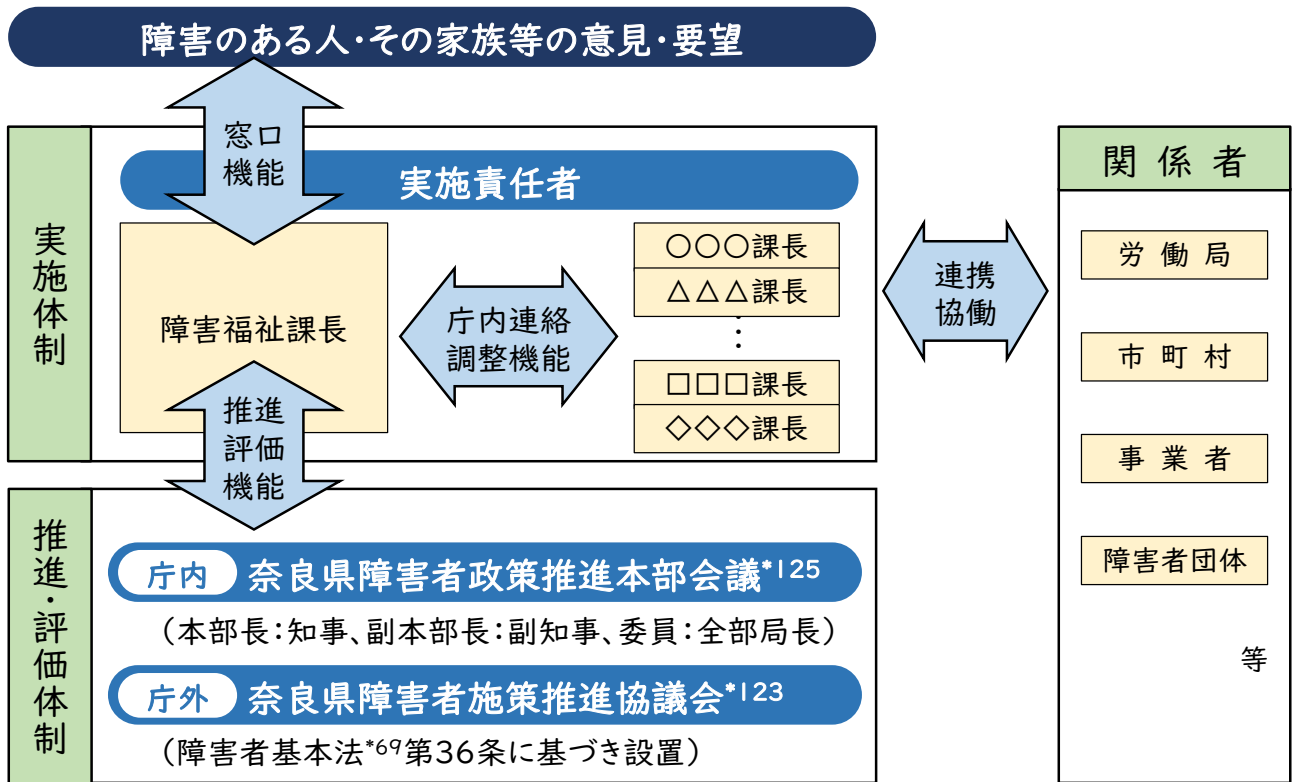 障害のある人・その家族等の意見・要望
窓口
機能
実施体制
実施責任者
障害福祉課長
庁内連絡
調整機能
○○○課長
△△△課長
：
□□□課長
◇◇◇課長
推進
評価
機能
連携
協働
関係者
労働局
市町村
事業者
障害者団体
等
推進・評価体制
庁内 奈良県障害者政策推進本部会議*125
（本部長：知事、副本部長：副知事、委員：全部局長）
庁外 奈良県障害者施策推進協議会*123
（障害者基本法*69第36条に基づき設置）